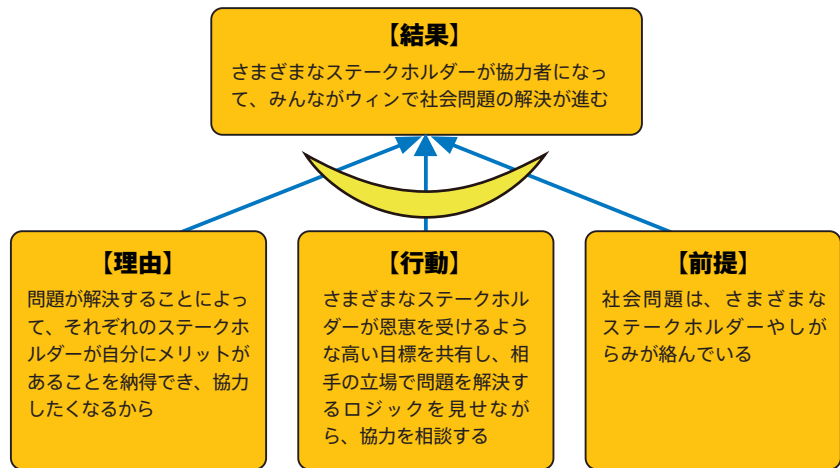 【結果】
さまざまなステークホルダーが協力者になっ
て、みんながウィンで社会問題の解決が進む
【理由】
問題が解決することによっ
て、それぞれのステークホ
ルダーが自分にメリットが
あることを納得でき、協力
したくなるから
【行動】
さまざまなステークホル
ダーが恩恵を受けるよう
な高い目標を共有し、相
手の立場で問題を解決す
るロジックを見せなが
ら、協力を相談する
【前提】
社会問題は、さまざまな
ステークホルダーやしが
らみが絡んでいる